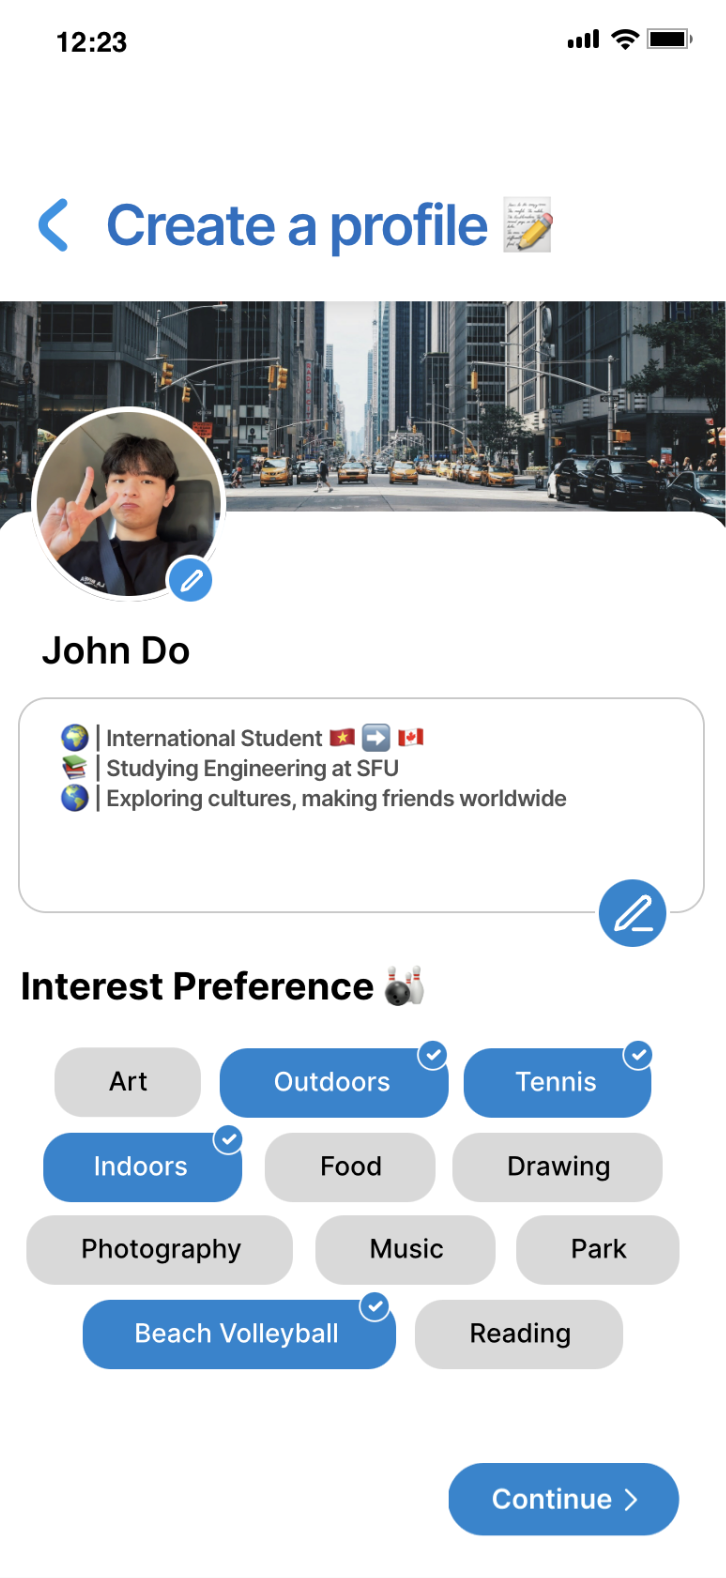 12:23
Create a profile 📝
John Do
🌍 | International Student 🇻🇳 ➡️ 🇨🇦
📚 | Studying Engineering at SFU
🌎 | Exploring cultures, making friends worldwide
Interest Preference 🎳
Art Outdoors Tennis
Indoors Food Drawing
Photography Music Park
Beach Volleyball Reading
Continue >